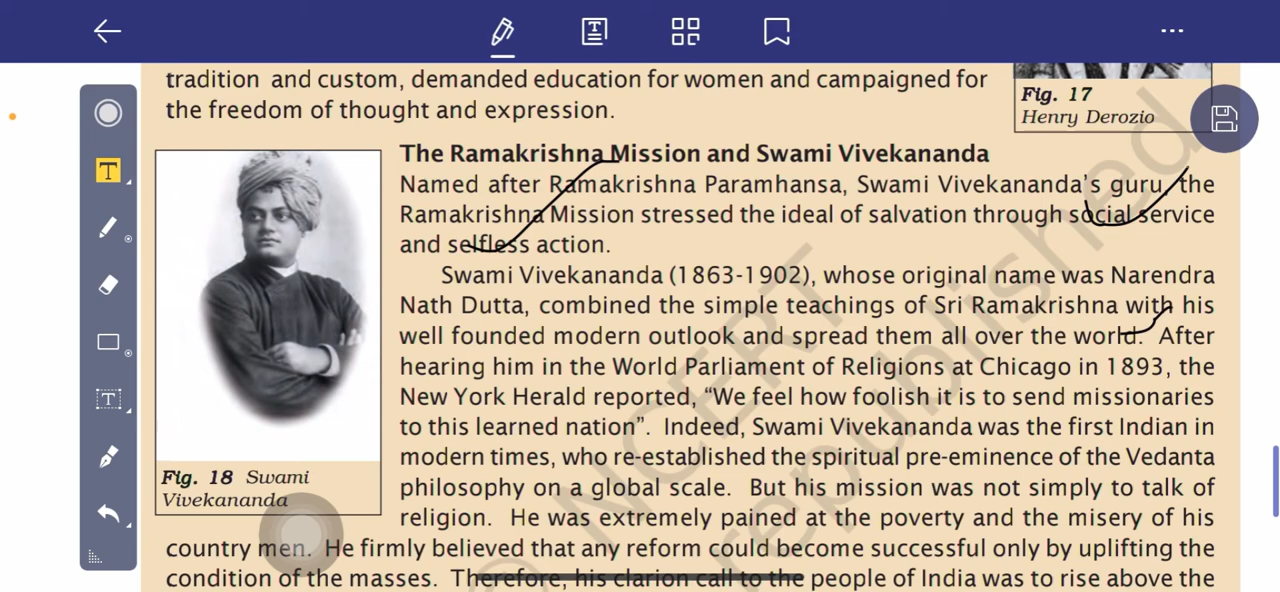 tradition and custom, demanded education for women and campaigned for
the freedom of thought and expression.
Fig. 17
Henry Derozio
The Ramakrishna Mission and Swami Vivekananda
Named after Ramakrishna Paramhansa, Swami Vivekananda's guru, the
Ramakrishna Mission stressed the ideal of salvation through social service
and selfless action.
Swami Vivekananda (1863-1902), whose original name was Narendra
Nath Dutta, combined the simple teachings of Sri Ramakrishna with his
well founded modern outlook and spread them all over the world. After
hearing him in the World Parliament of Religions at Chicago in 1893, the
New York Herald reported, “We feel how foolish it is to send missionaries
to this learned nation”. Indeed, Swami Vivekananda was the first Indian in
modern times, who re-established the spiritual pre-eminence of the Vedanta
philosophy on a global scale. But his mission was not simply to talk of
religion. He was extremely pained at the poverty and the misery of his
country men. He firmly believed that any reform could become successful only by uplifting the
condition of the masses. Therefore, his clarion call to the people of India was to rise above the
Fig. 18 Swami
Vivekananda
© NCERT
republished